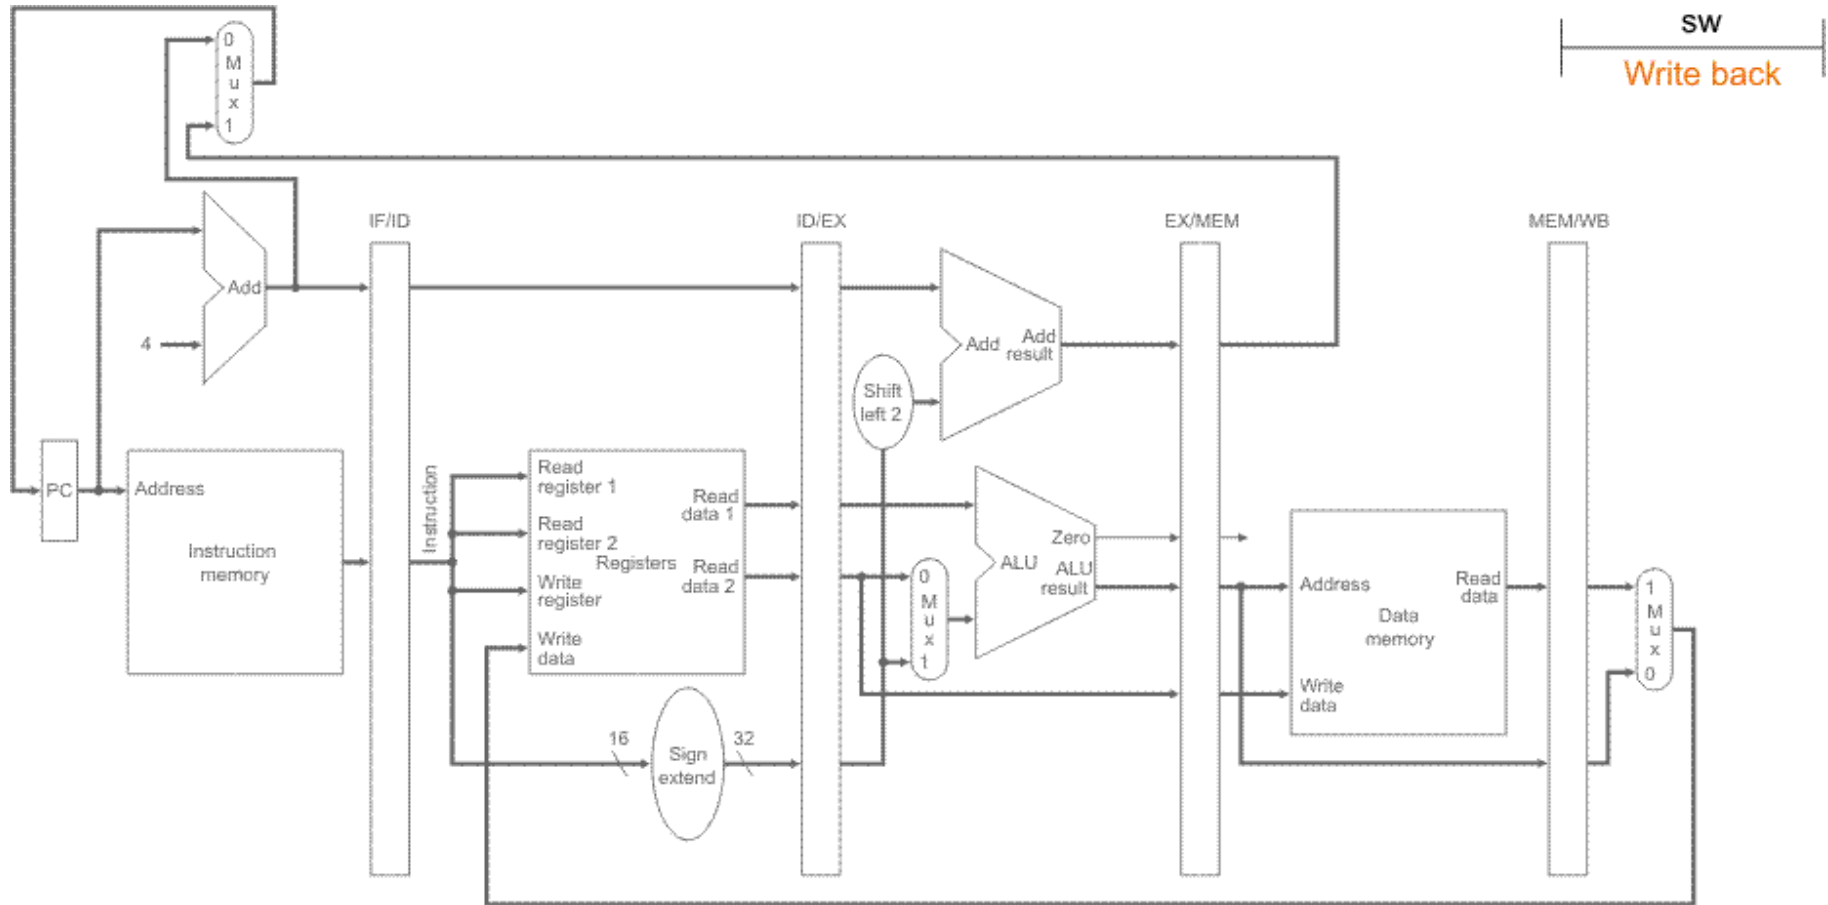 SW
Write back
0
M
u
x
1
IF/ID
ID/EX
EX/MEM
MEM/WB
Add
4
Add
Add
result
Shift
left 2
PC
Address
Instruction
memory
Instruction
Read
register 1
Read
register 2
Write
register
Write
data
Registers
Read
data 1
Read
data 2
0
M
u
x
1
Zero
ALU
ALU
result
Address
Read
data
Data
memory
Write
data
1
M
u
x
0
16
Sign
extend
32